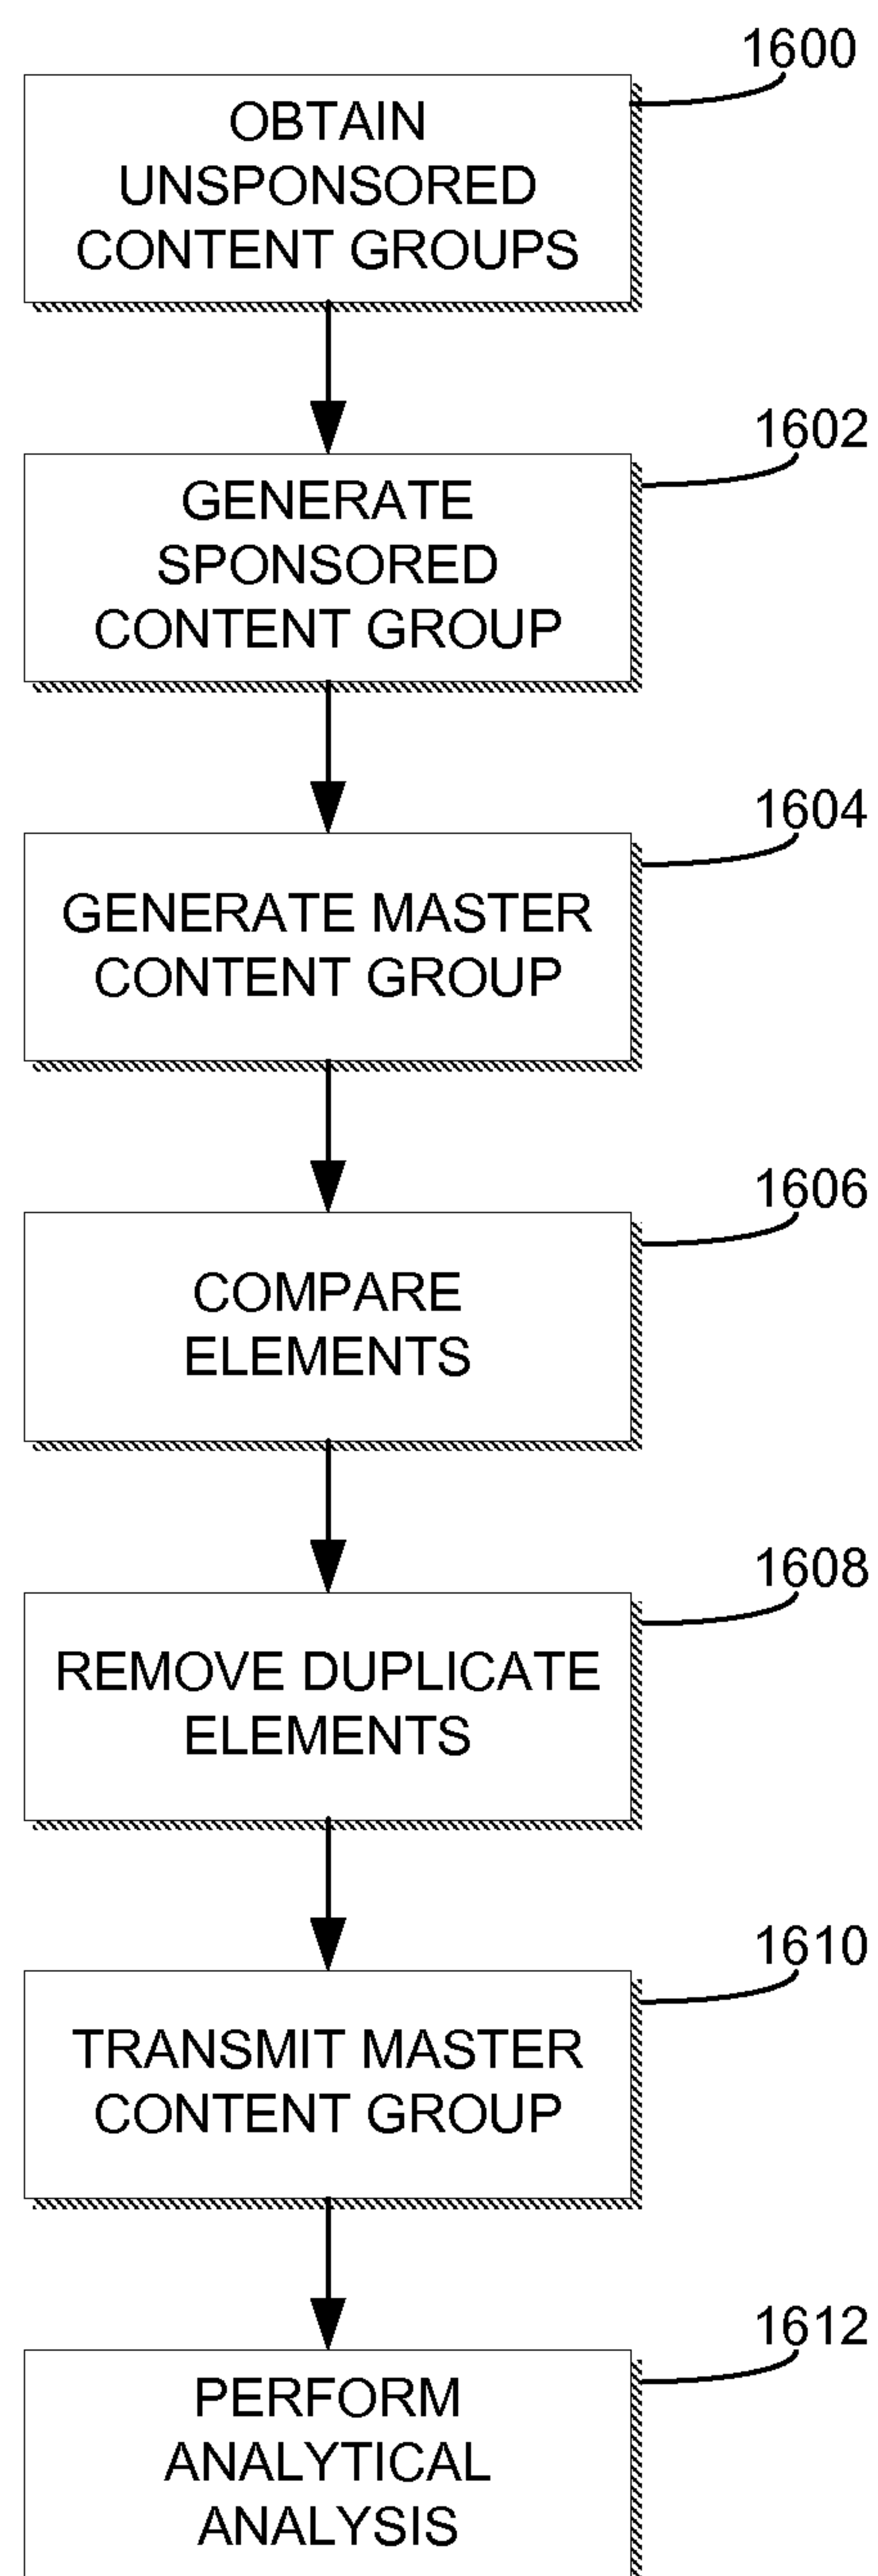 1600
OBTAIN
UNSPONSORED
CONTENT GROUPS
1602
GENERATE
SPONSORED
CONTENT GROUP
1604
GENERATE MASTER
CONTENT GROUP
1606
COMPARE
ELEMENTS
1608
REMOVE DUPLICATE
ELEMENTS
1610
TRANSMIT MASTER
CONTENT GROUP
1612
PERFORM
ANALYTICAL
ANALYSIS